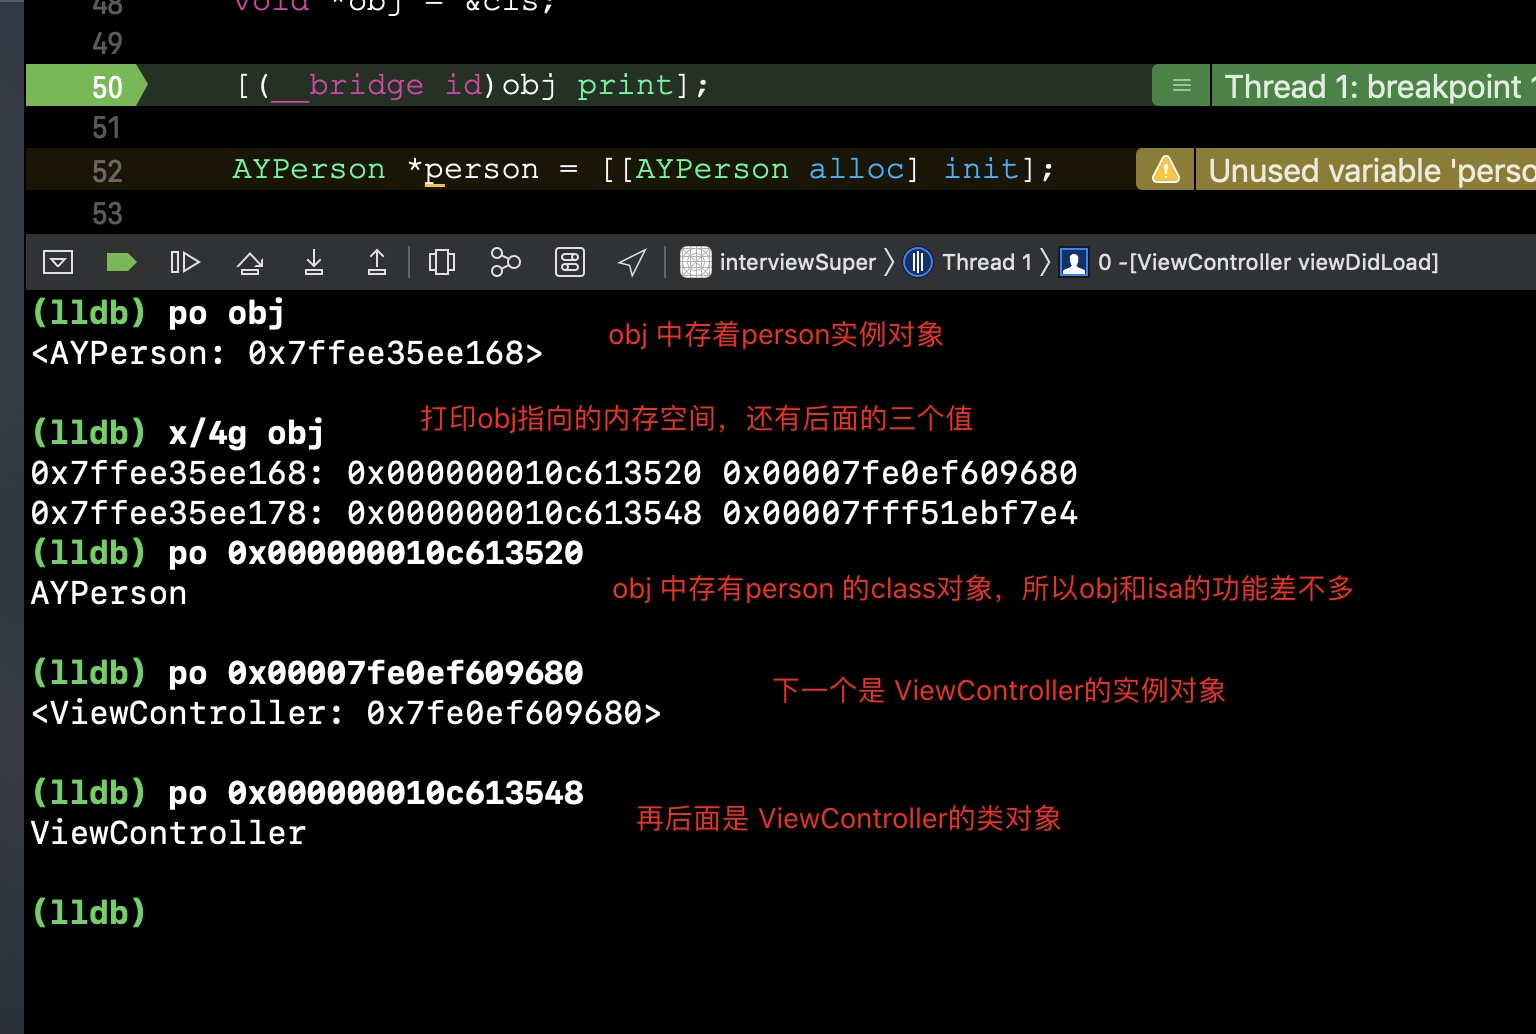 48 void *obj = &cls;
49
50 [(__bridge id)obj print]; Thread 1: breakpoint 1
51
52 AYPerson *person = [[AYPerson alloc] init]; Unused variable 'perso
53
interviewSuper 〉 Thread 1 〉 0 -[ViewController viewDidLoad]
(lldb) po obj
obj 中存着person实例对象
<AYPerson: 0x7ffee35ee168>
打印obj指向的内存空间，还有后面的三个值
(lldb) x/4g obj
0x7ffee35ee168: 0x000000010c613520 0x00007fe0ef609680
0x7ffee35ee178: 0x000000010c613548 0x00007fff51ebf7e4
(lldb) po 0x000000010c613520
AYPerson
obj 中存有person 的class对象，所以obj和isa的功能差不多
(lldb) po 0x00007fe0ef609680
下一个是 ViewController的实例对象
<ViewController: 0x7fe0ef609680>
(lldb) po 0x000000010c613548
再后面是 ViewController的类对象
ViewController
(lldb)